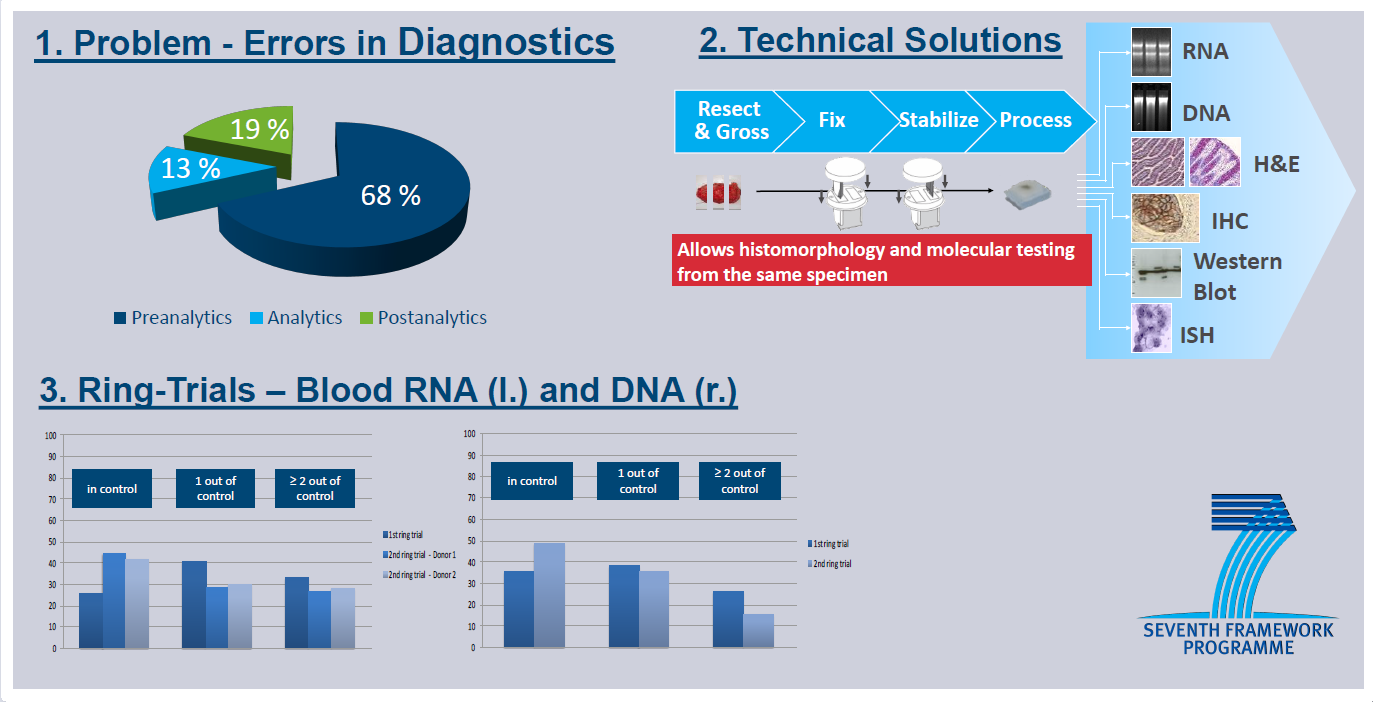 1. Problem - Errors in Diagnostics
19 %
13 %
68 %
Preanalytics
Analytics
Postanalytics
2. Technical Solutions
Resect
& Gross
Fix
Stabilize
Process
Allows histomorphology and molecular testing
from the same specimen
RNA
DNA
H&E
IHC
Western
Blot
ISH
3. Ring-Trials – Blood RNA (l.) and DNA (r.)
100
90
80
70
60
50
40
30
20
10
0
in control
1 out of
control
≥ 2 out of
control
1st ring trial
2nd ring trial - Donor 1
2nd ring trial - Donor 2
100
90
80
70
60
50
40
30
20
10
0
in control
1 out of
control
≥ 2 out of
control
1st ring trial
2nd ring trial
SEVENTH FRAMEWORK
PROGRAMME